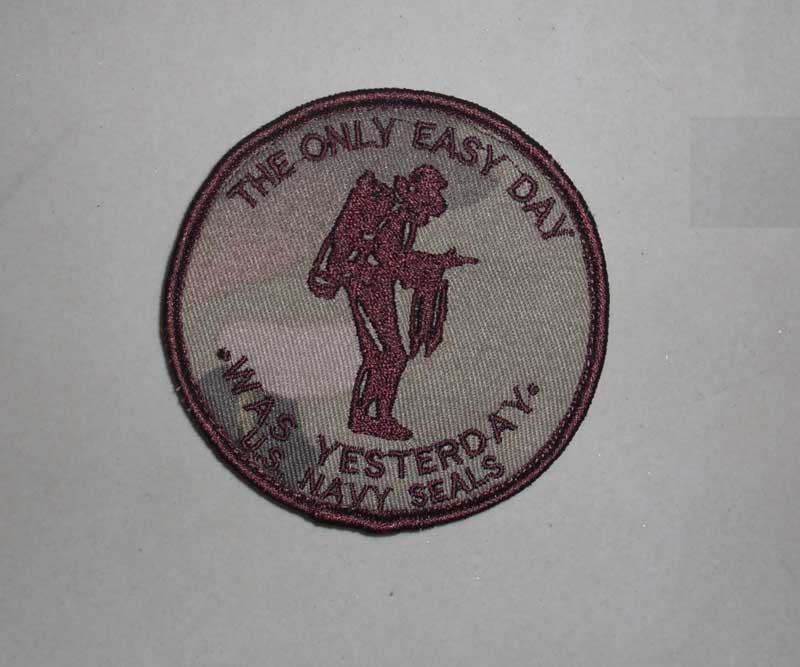 THE ONLY EASY DAY
• WAS YESTERDAY •
U.S. NAVY SEALS